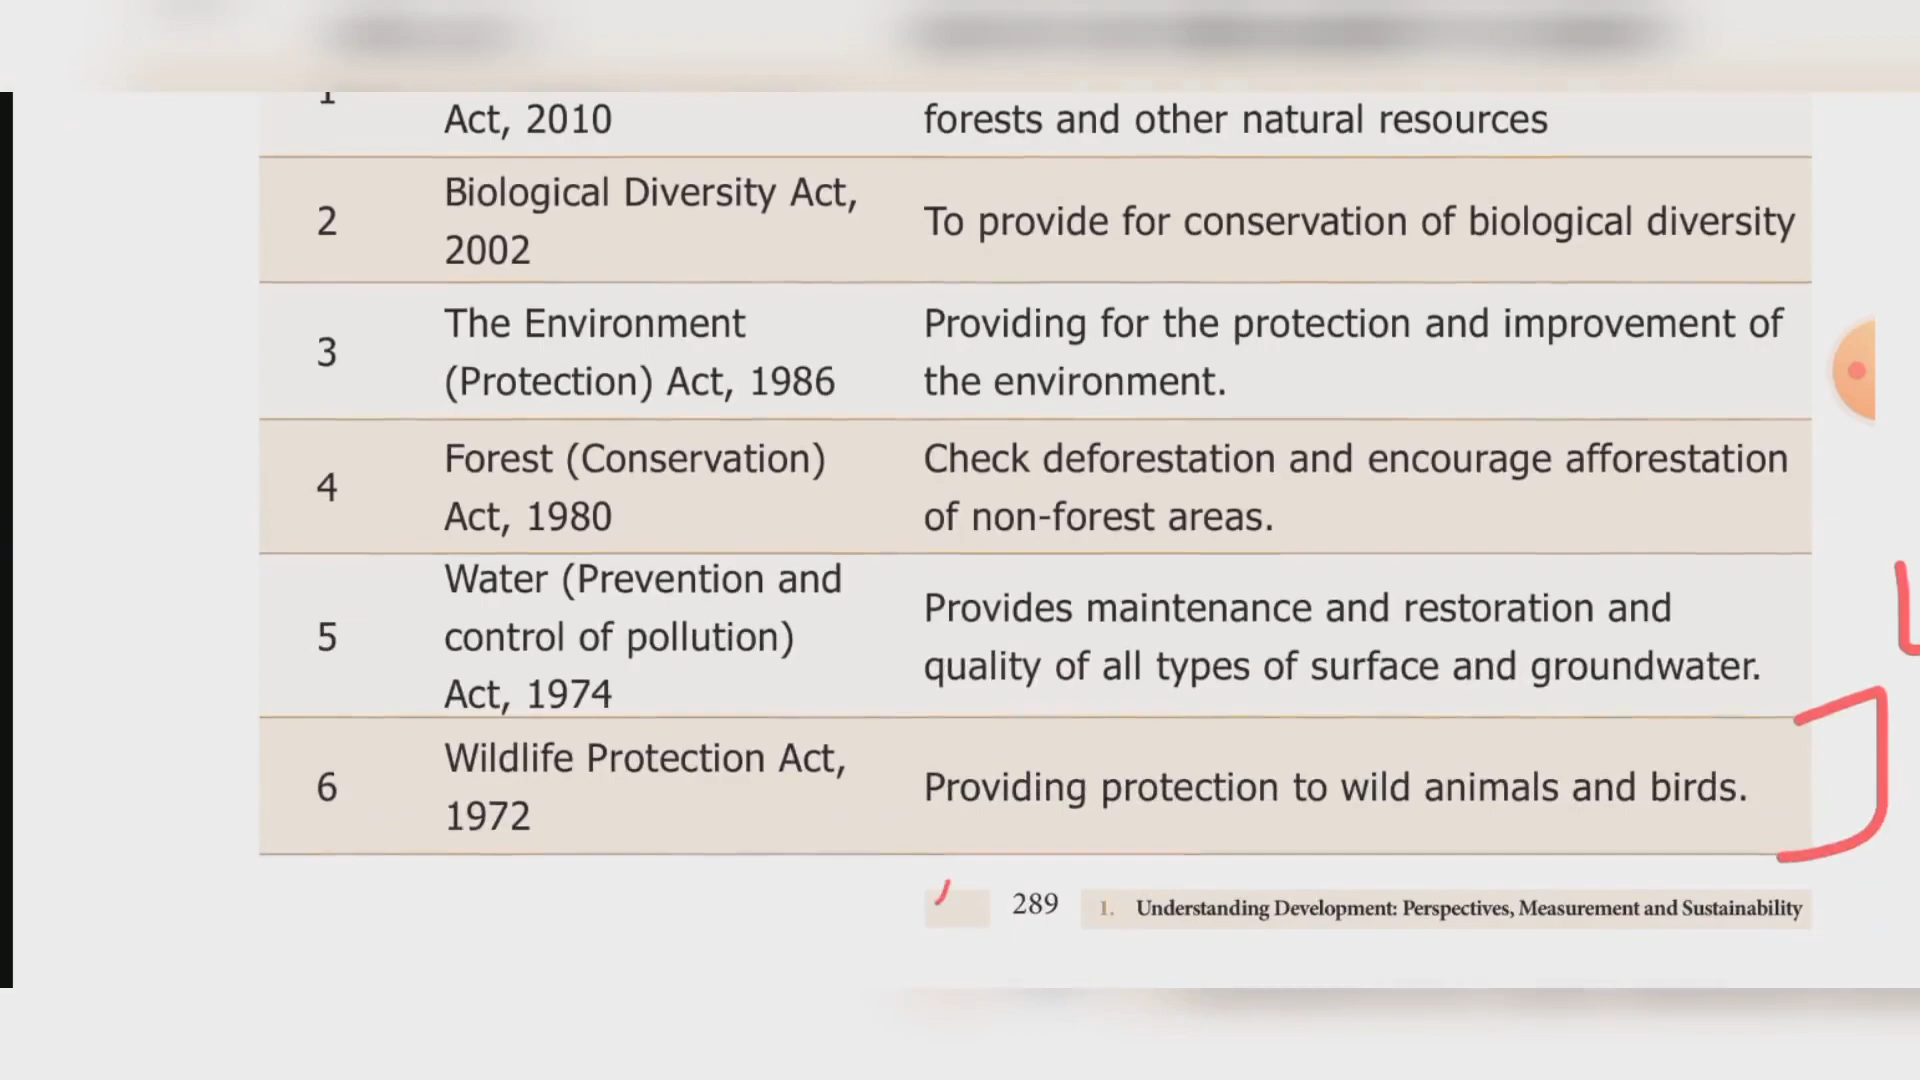 1
Act, 2010
forests and other natural resources
2
Biological Diversity Act,
2002
To provide for conservation of biological diversity
3
The Environment
(Protection) Act, 1986
Providing for the protection and improvement of
the environment.
4
Forest (Conservation)
Act, 1980
Check deforestation and encourage afforestation
of non-forest areas.
5
Water (Prevention and
control of pollution)
Act, 1974
Provides maintenance and restoration and
quality of all types of surface and groundwater.
6
Wildlife Protection Act,
1972
Providing protection to wild animals and birds.
289 1. Understanding Development: Perspectives, Measurement and Sustainability